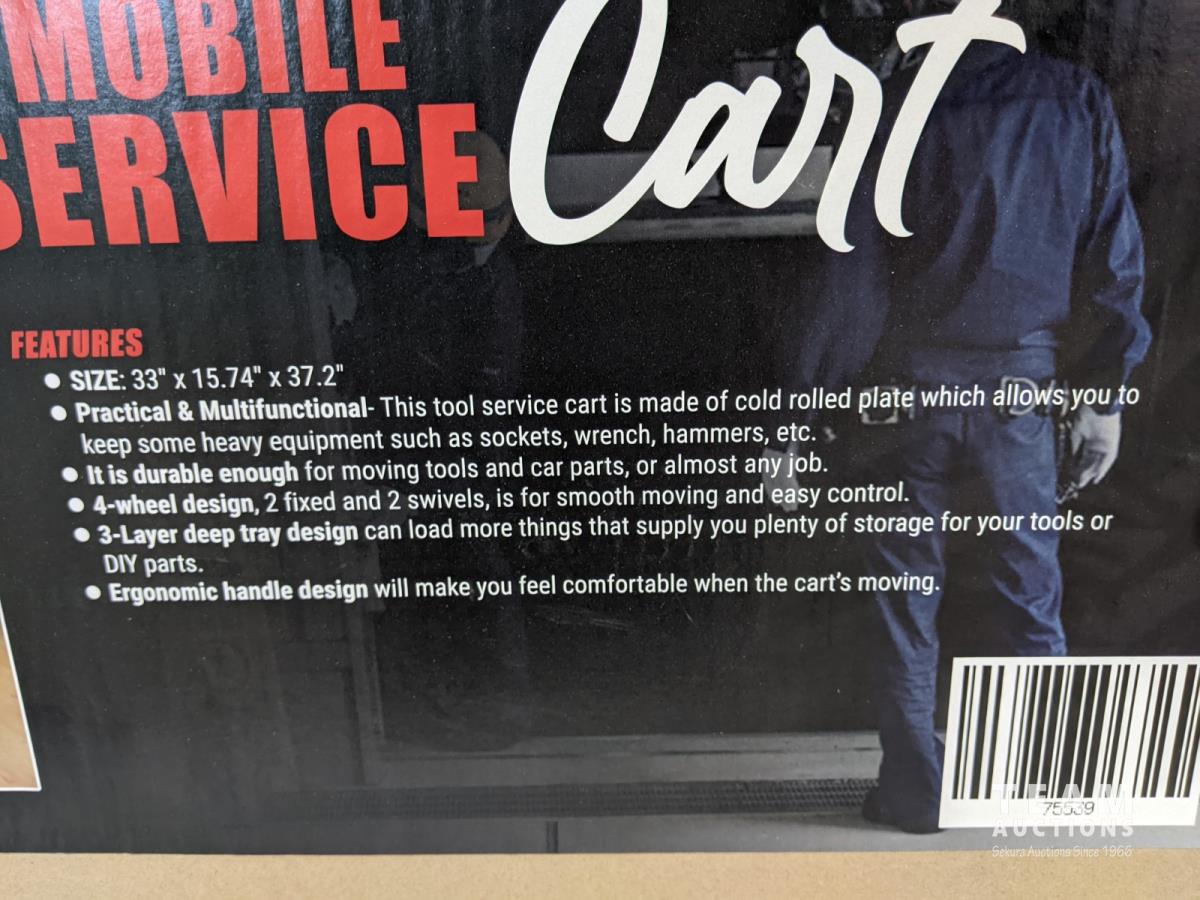 MOBILE
SERVICE Cart
FEATURES
• SIZE: 33" x 15.74" x 37.2"
• Practical & Multifunctional- This tool service cart is made of cold rolled plate which allows you to
keep some heavy equipment such as sockets, wrench, hammers, etc.
• It is durable enough for moving tools and car parts, or almost any job.
• 4-wheel design, 2 fixed and 2 swivels, is for smooth moving and easy control.
• 3-Layer deep tray design can load more things that supply you plenty of storage for your tools or
DIY parts.
• Ergonomic handle design will make you feel comfortable when the cart's moving.
75539
TEAM
AUCTIONS
Sekura Auctions Since 1966